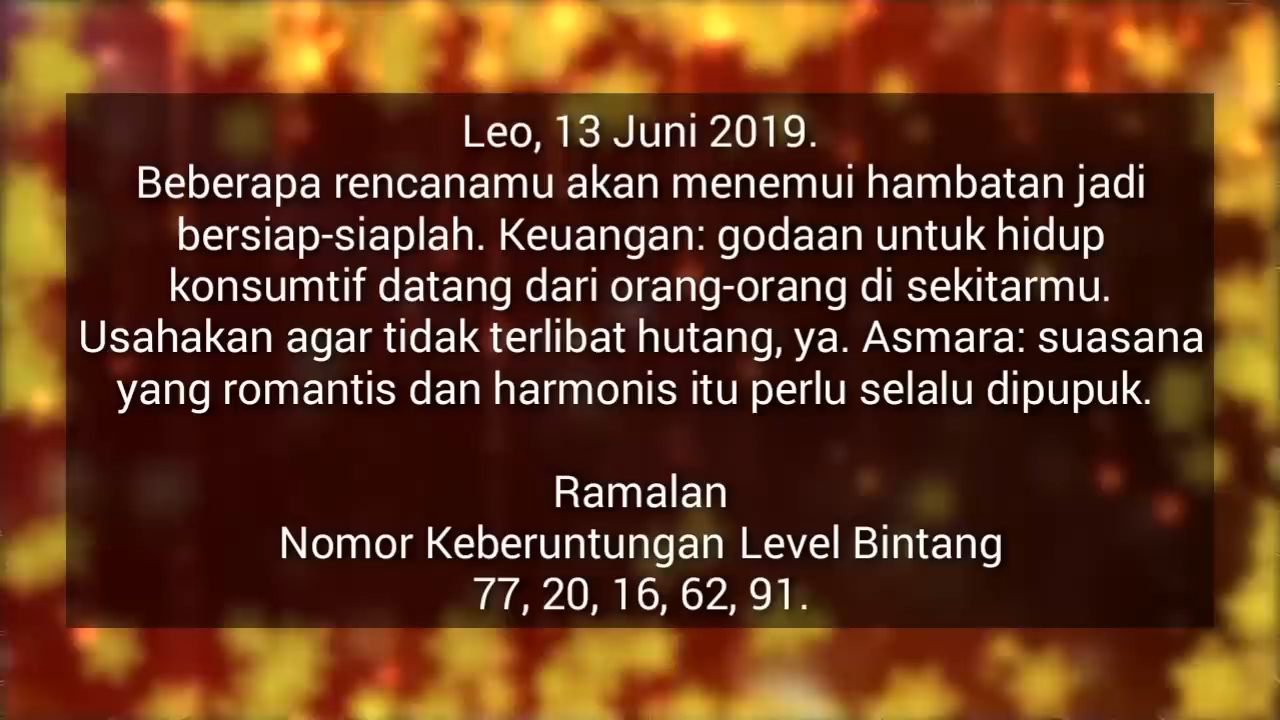 Leo, 13 Juni 2019.
Beberapa rencanamu akan menemui hambatan jadi
bersiap-siaplah. Keuangan: godaan untuk hidup
konsumtif datang dari orang-orang di sekitarmu.
Usahakan agar tidak terlibat hutang, ya. Asmara: suasana
yang romantis dan harmonis itu perlu selalu dipupuk.
Ramalan
Nomor Keberuntungan Level Bintang
77, 20, 16, 62, 91.